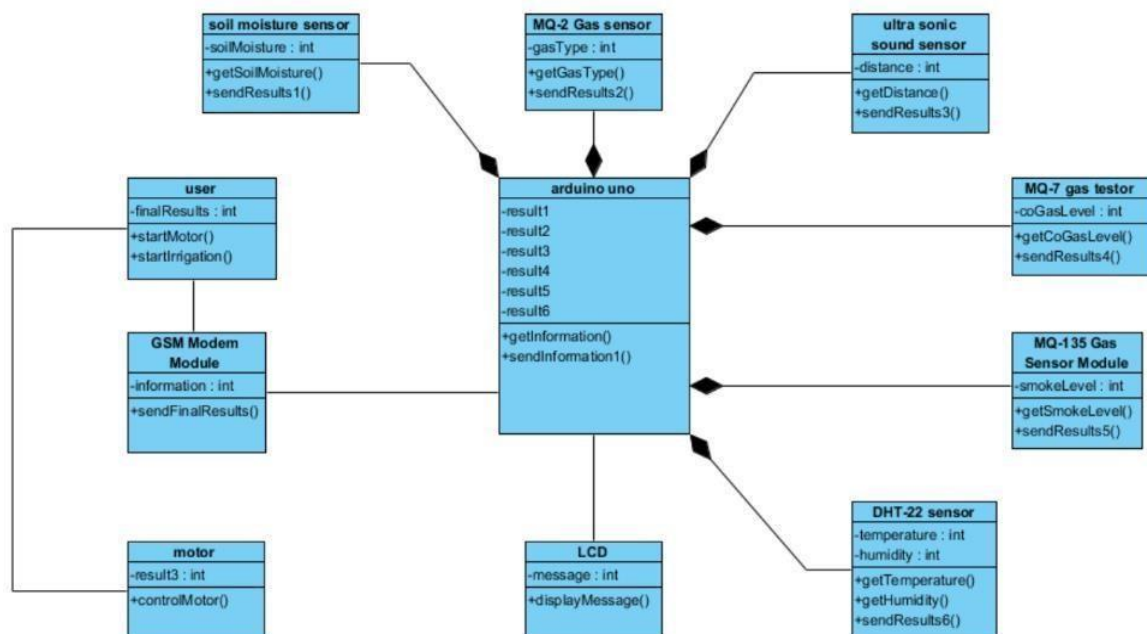 soil moisture sensor
-soilMoisture : int
+getSoilMoisture()
+sendResults1()
MQ-2 Gas sensor
-gasType : int
+getGasType()
+sendResults2()
ultra sonic
sound sensor
-distance : int
+getDistance()
+sendResults3()
user
-finalResults : int
+startMotor()
+startIrrigation()
arduino uno
-result1
-result2
-result3
-result4
-result5
-result6
+getInformation()
+sendInformation1()
MQ-7 gas testor
-coGasLevel : int
+getCoGasLevel()
+sendResults4()
GSM Modem
Module
-information : int
+sendFinalResults()
MQ-135 Gas
Sensor Module
-smokeLevel : int
+getSmokeLevel()
+sendResults5()
motor
-result3 : int
+controlMotor()
LCD
-message : int
+displayMessage()
DHT-22 sensor
-temperature : int
-humidity : int
+getTemperature()
+getHumidity()
+sendResults6()